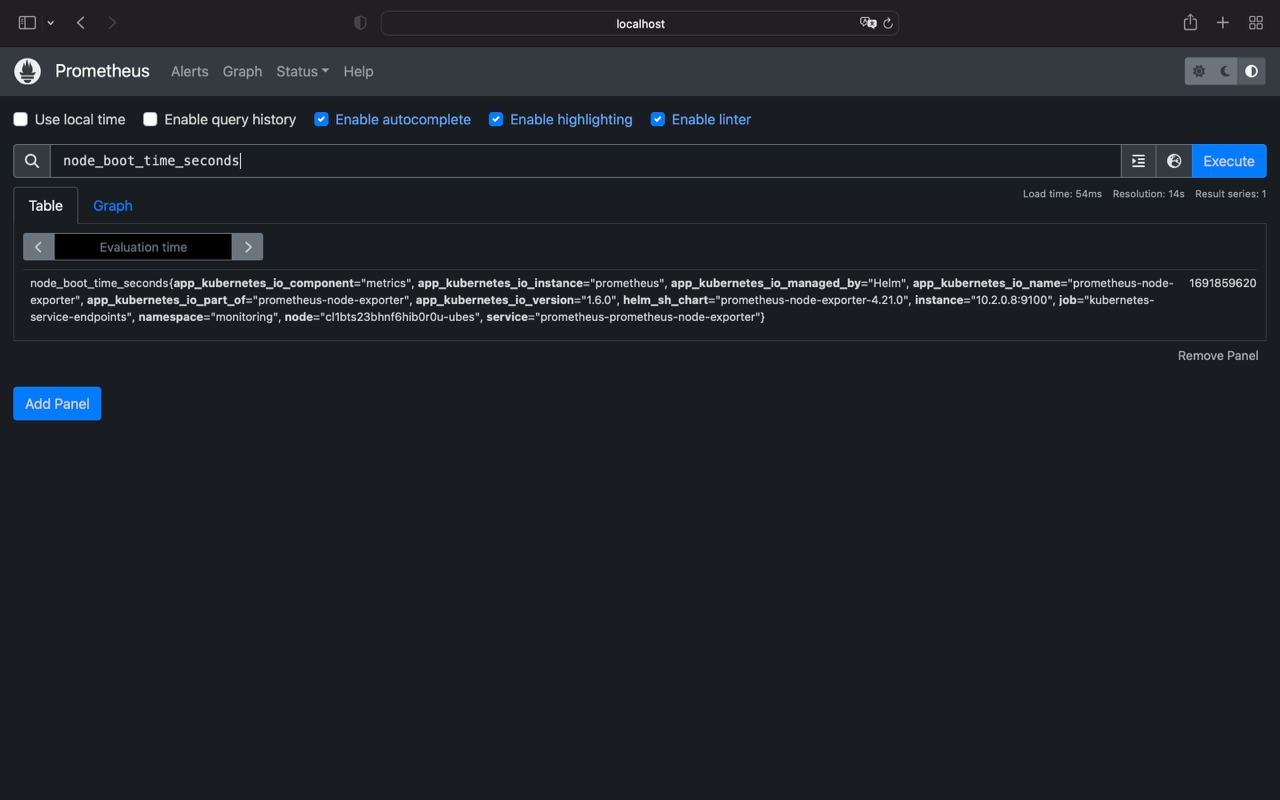 localhost
Prometheus Alerts Graph Status Help
Use local time Enable query history Enable autocomplete Enable highlighting Enable linter
node_boot_time_seconds Execute
Load time: 54ms Resolution: 14s Result series: 1
Table Graph
Evaluation time
node_boot_time_seconds{app_kubernetes_io_component="metrics", app_kubernetes_io_instance="prometheus", app_kubernetes_io_managed_by="Helm", app_kubernetes_io_name="prometheus-node- 1691859620
exporter", app_kubernetes_io_part_of="prometheus-node-exporter", app_kubernetes_io_version="1.6.0", helm_sh_chart="prometheus-node-exporter-4.21.0", instance="10.2.0.8:9100", job="kubernetes-
service-endpoints", namespace="monitoring", node="cl1bts23bhnf6hib0r0u-ubes", service="prometheus-prometheus-node-exporter"}
Remove Panel
Add Panel